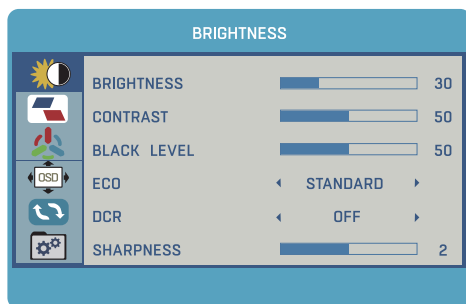 BRIGHTNESS
BRIGHTNESS 30
CONTRAST 50
BLACK LEVEL 50
OSD ECO STANDARD
DCR OFF
SHARPNESS 2